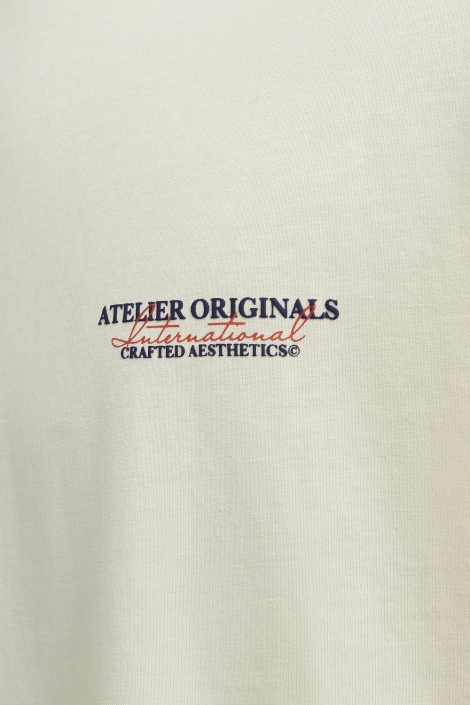 ATELIER ORIGINALS
International
CRAFTED AESTHETICS©